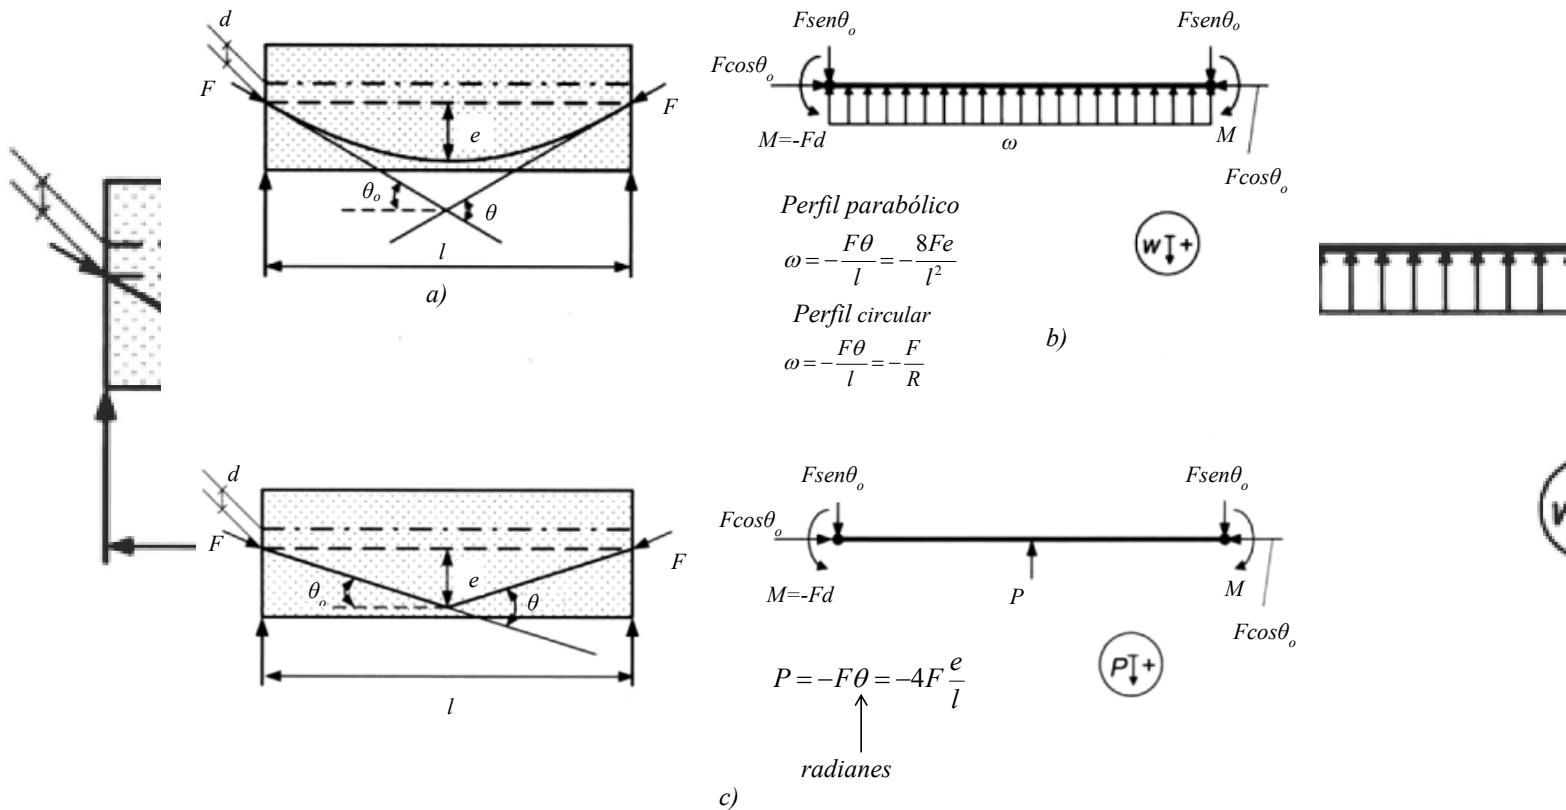 d
F
F
e
θₒ
θ
l
a)
Fsenθₒ
Fsenθₒ
Fcosθₒ
M=-Fd
ω
M
Fcosθₒ
Perfil parabólico
ω = −Fθ/l = −8Fe/l²
w +
Perfil circular
ω = −Fθ/l = −F/R
b)
d
F
F
e
θₒ
θ
l
Fsenθₒ
Fsenθₒ
Fcosθₒ
M=-Fd
P
M
Fcosθₒ
P +
P = −Fθ = −4F e/l
radianes
c)